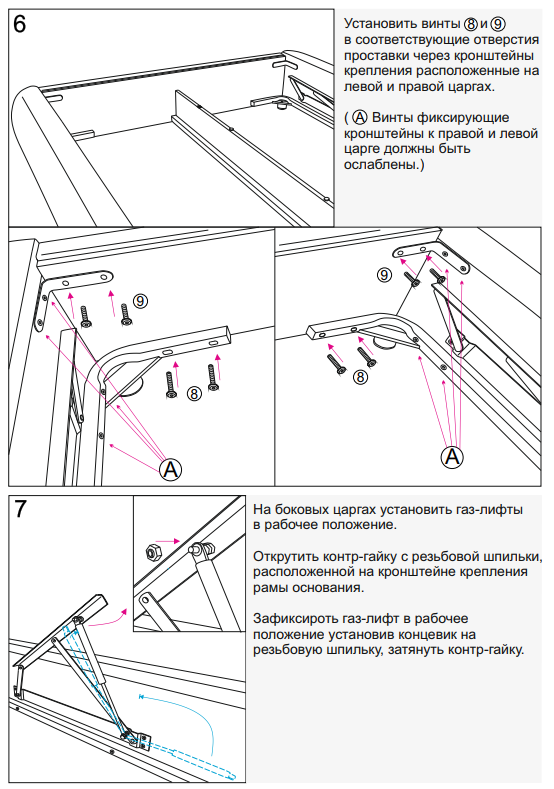 6
Установить винты ⑧ и ⑨
в соответствующие отверстия
проставки через кронштейны
крепления расположенные на
левой и правой царгах.
( Ⓐ Винты фиксирующие
кронштейны к правой и левой
царге должны быть
ослаблены.)
⑨
⑧
Ⓐ
⑨
⑧
Ⓐ
7
На боковых царгах установить газ-лифты
в рабочее положение.
Открутить контр-гайку с резьбовой шпильки,
расположенной на кронштейне крепления
рамы основания.
Зафиксироть газ-лифт в рабочее
положение установив концевик на
резьбовую шпильку, затянуть контр-гайку.